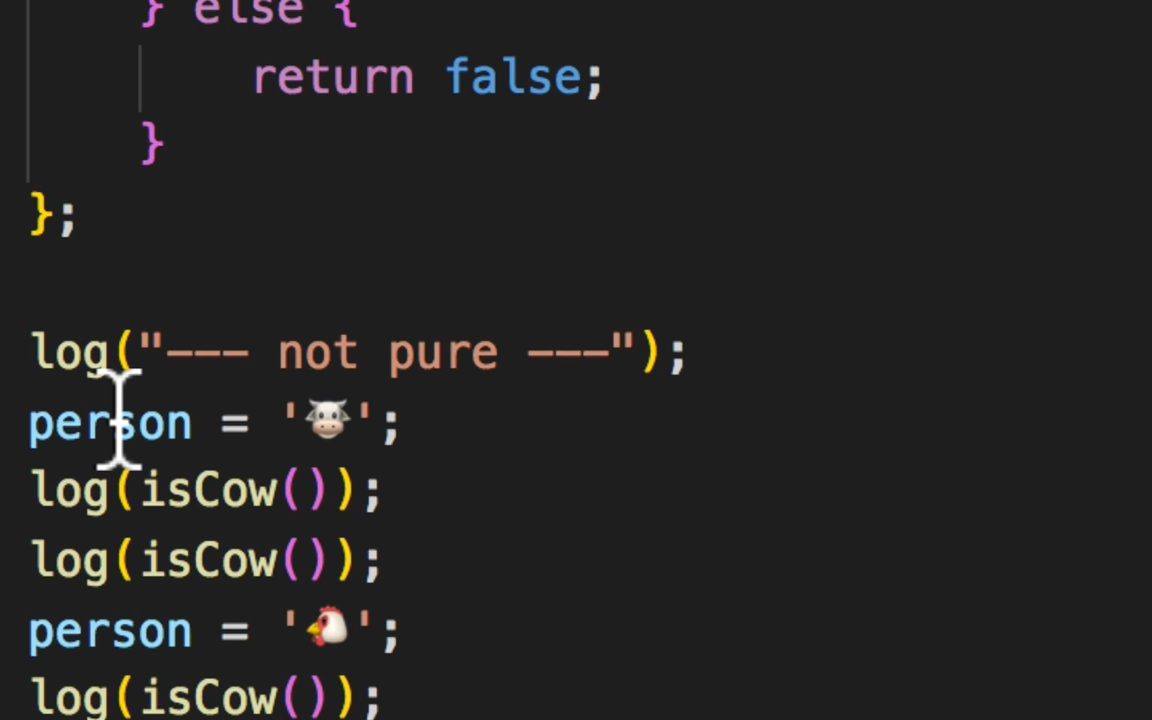 } else {
return false;
}
};
log("--- not pure ---");
person = '🐮';
log(isCow());
log(isCow());
person = '🐔';
log(isCow());